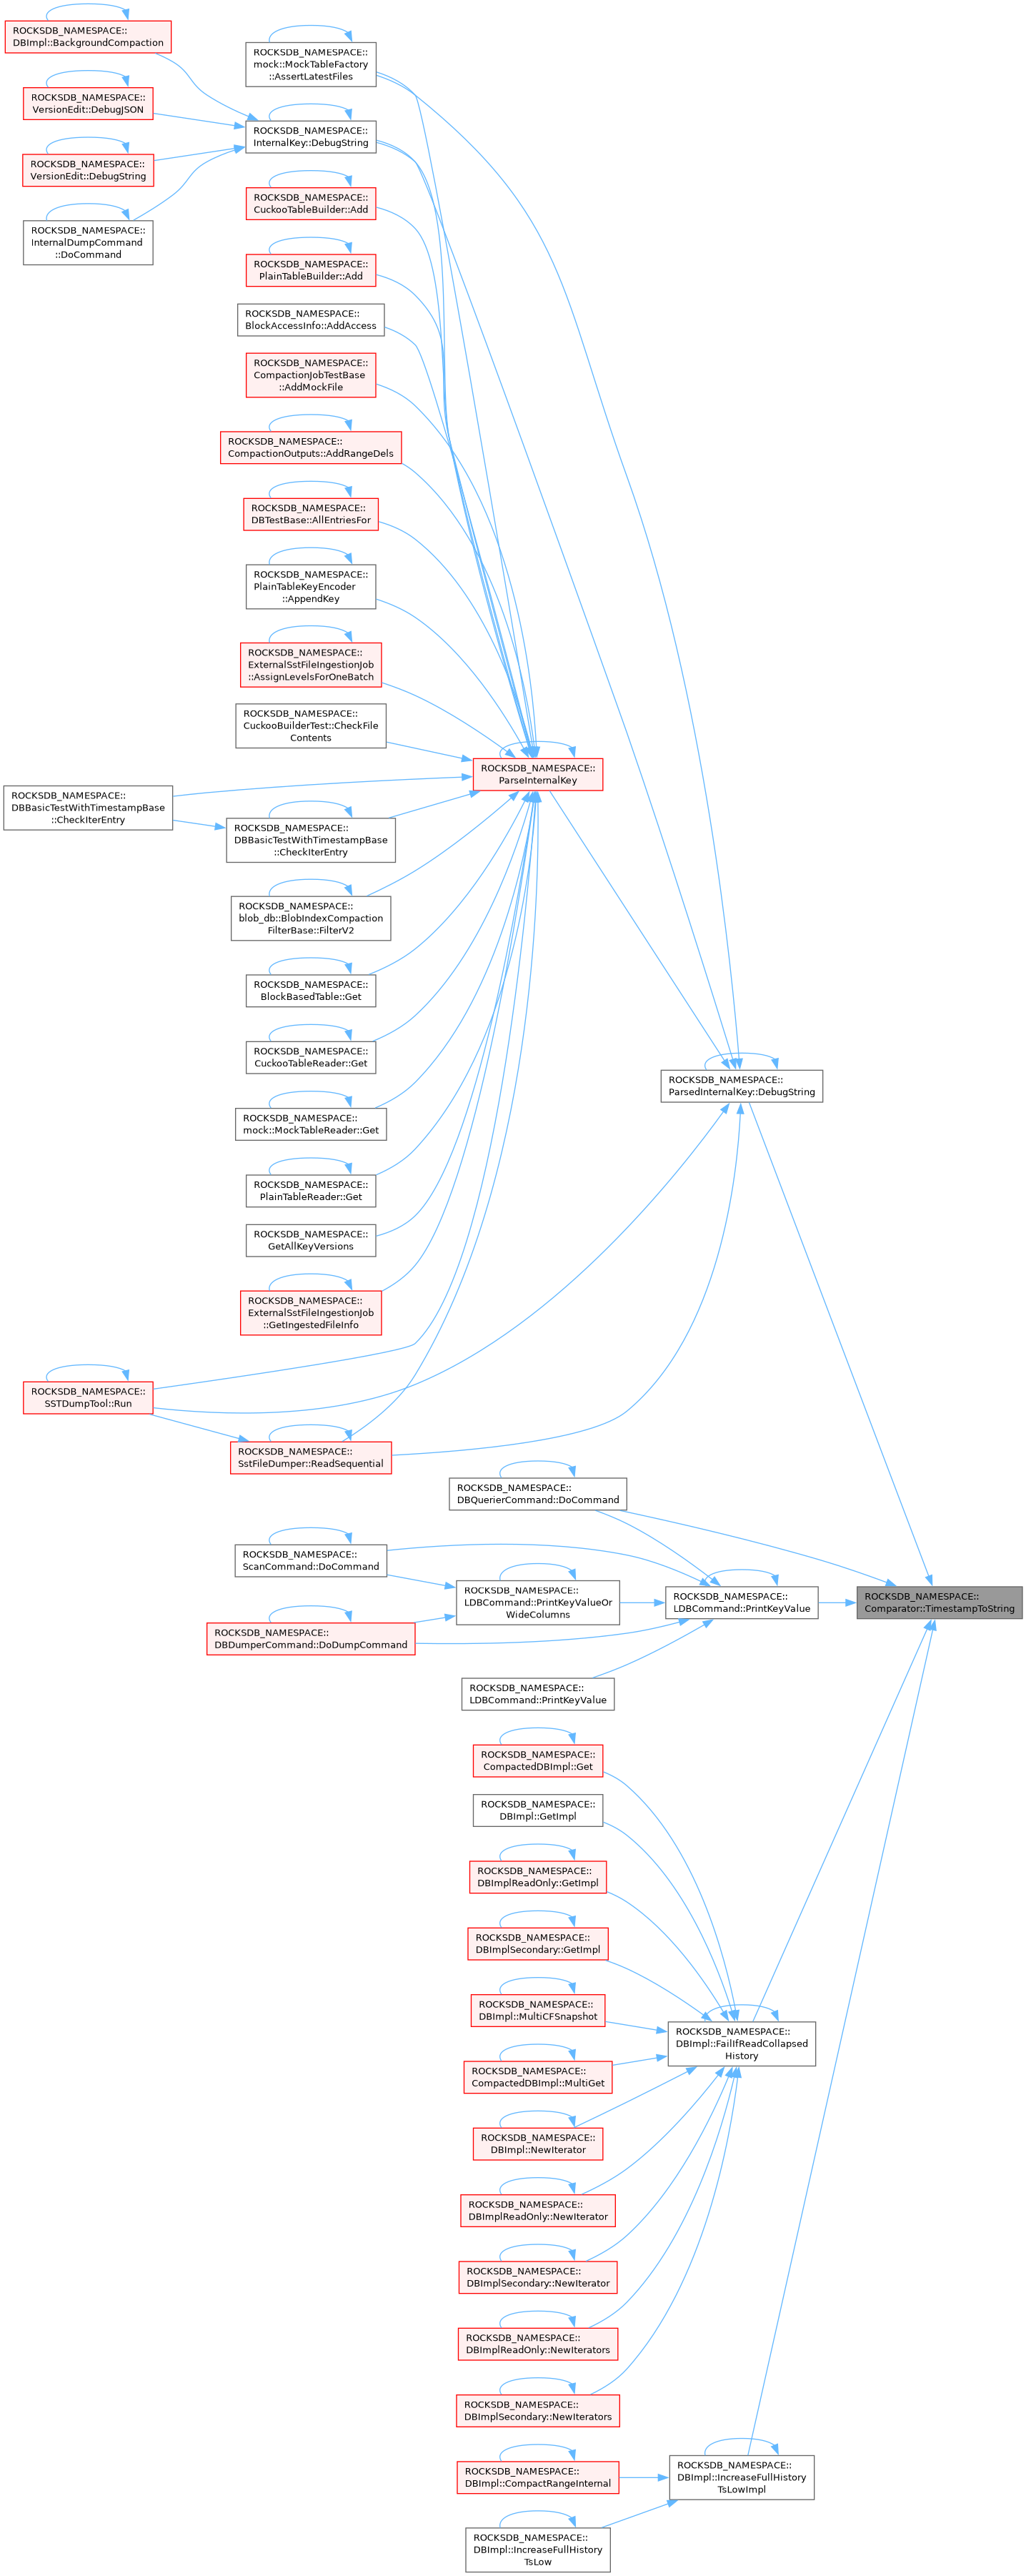 ROCKSDB_NAMESPACE::
DBImpl::BackgroundCompaction
ROCKSDB_NAMESPACE::
VersionEdit::DebugJSON
ROCKSDB_NAMESPACE::
VersionEdit::DebugString
ROCKSDB_NAMESPACE::
InternalDumpCommand
::DoCommand
ROCKSDB_NAMESPACE::
mock::MockTableFactory
::AssertLatestFiles
ROCKSDB_NAMESPACE::
InternalKey::DebugString
ROCKSDB_NAMESPACE::
CuckooTableBuilder::Add
ROCKSDB_NAMESPACE::
PlainTableBuilder::Add
ROCKSDB_NAMESPACE::
BlockAccessInfo::AddAccess
ROCKSDB_NAMESPACE::
CompactionJobTestBase
::AddMockFile
ROCKSDB_NAMESPACE::
CompactionOutputs::AddRangeDels
ROCKSDB_NAMESPACE::
DBTestBase::AllEntriesFor
ROCKSDB_NAMESPACE::
PlainTableKeyEncoder
::AppendKey
ROCKSDB_NAMESPACE::
ExternalSstFileIngestionJob
::AssignLevelsForOneBatch
ROCKSDB_NAMESPACE::
CuckooBuilderTest::CheckFile
Contents
ROCKSDB_NAMESPACE::
ParseInternalKey
ROCKSDB_NAMESPACE::
DBBasicTestWithTimestampBase
::CheckIterEntry
ROCKSDB_NAMESPACE::
DBBasicTestWithTimestampBase
::CheckIterEntry
ROCKSDB_NAMESPACE::
blob_db::BlobIndexCompaction
FilterBase::FilterV2
ROCKSDB_NAMESPACE::
BlockBasedTable::Get
ROCKSDB_NAMESPACE::
CuckooTableReader::Get
ROCKSDB_NAMESPACE::
ParsedInternalKey::DebugString
ROCKSDB_NAMESPACE::
mock::MockTableReader::Get
ROCKSDB_NAMESPACE::
PlainTableReader::Get
ROCKSDB_NAMESPACE::
GetAllKeyVersions
ROCKSDB_NAMESPACE::
ExternalSstFileIngestionJob
::GetIngestedFileInfo
ROCKSDB_NAMESPACE::
SSTDumpTool::Run
ROCKSDB_NAMESPACE::
SstFileDumper::ReadSequential
ROCKSDB_NAMESPACE::
DBQuerierCommand::DoCommand
ROCKSDB_NAMESPACE::
ScanCommand::DoCommand
ROCKSDB_NAMESPACE::
LDBCommand::PrintKeyValueOr
WideColumns
ROCKSDB_NAMESPACE::
LDBCommand::PrintKeyValue
ROCKSDB_NAMESPACE::
Comparator::TimestampToString
ROCKSDB_NAMESPACE::
DBDumperCommand::DoDumpCommand
ROCKSDB_NAMESPACE::
LDBCommand::PrintKeyValue
ROCKSDB_NAMESPACE::
CompactedDBImpl::Get
ROCKSDB_NAMESPACE::
DBImpl::GetImpl
ROCKSDB_NAMESPACE::
DBImplReadOnly::GetImpl
ROCKSDB_NAMESPACE::
DBImplSecondary::GetImpl
ROCKSDB_NAMESPACE::
DBImpl::MultiCFSnapshot
ROCKSDB_NAMESPACE::
DBImpl::FailIfReadCollapsed
History
ROCKSDB_NAMESPACE::
CompactedDBImpl::MultiGet
ROCKSDB_NAMESPACE::
DBImpl::NewIterator
ROCKSDB_NAMESPACE::
DBImplReadOnly::NewIterator
ROCKSDB_NAMESPACE::
DBImplSecondary::NewIterator
ROCKSDB_NAMESPACE::
DBImplReadOnly::NewIterators
ROCKSDB_NAMESPACE::
DBImplSecondary::NewIterators
ROCKSDB_NAMESPACE::
DBImpl::CompactRangeInternal
ROCKSDB_NAMESPACE::
DBImpl::IncreaseFullHistory
TsLowImpl
ROCKSDB_NAMESPACE::
DBImpl::IncreaseFullHistory
TsLow